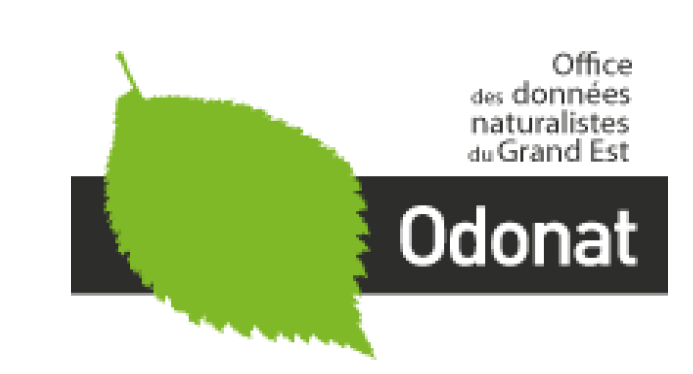 Office
des données
naturalistes
du Grand Est
Odonat